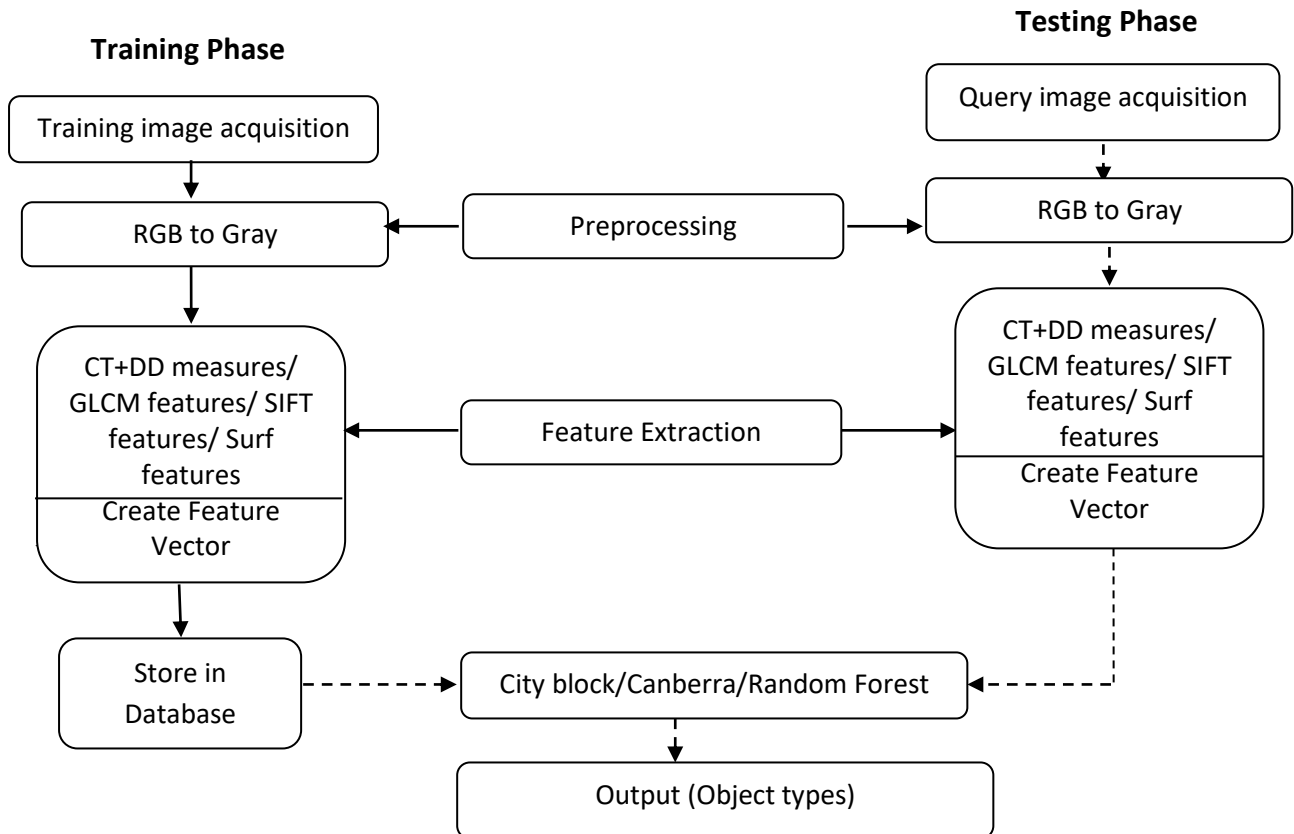 Training Phase
Testing Phase
Training image acquisition
Query image acquisition
RGB to Gray
Preprocessing
RGB to Gray
CT+DD measures/
GLCM features/ SIFT
features/ Surf
features
Create Feature
Vector
Feature Extraction
CT+DD measures/
GLCM features/ SIFT
features/ Surf
features
Create Feature
Vector
Store in
Database
City block/Canberra/Random Forest
Output (Object types)